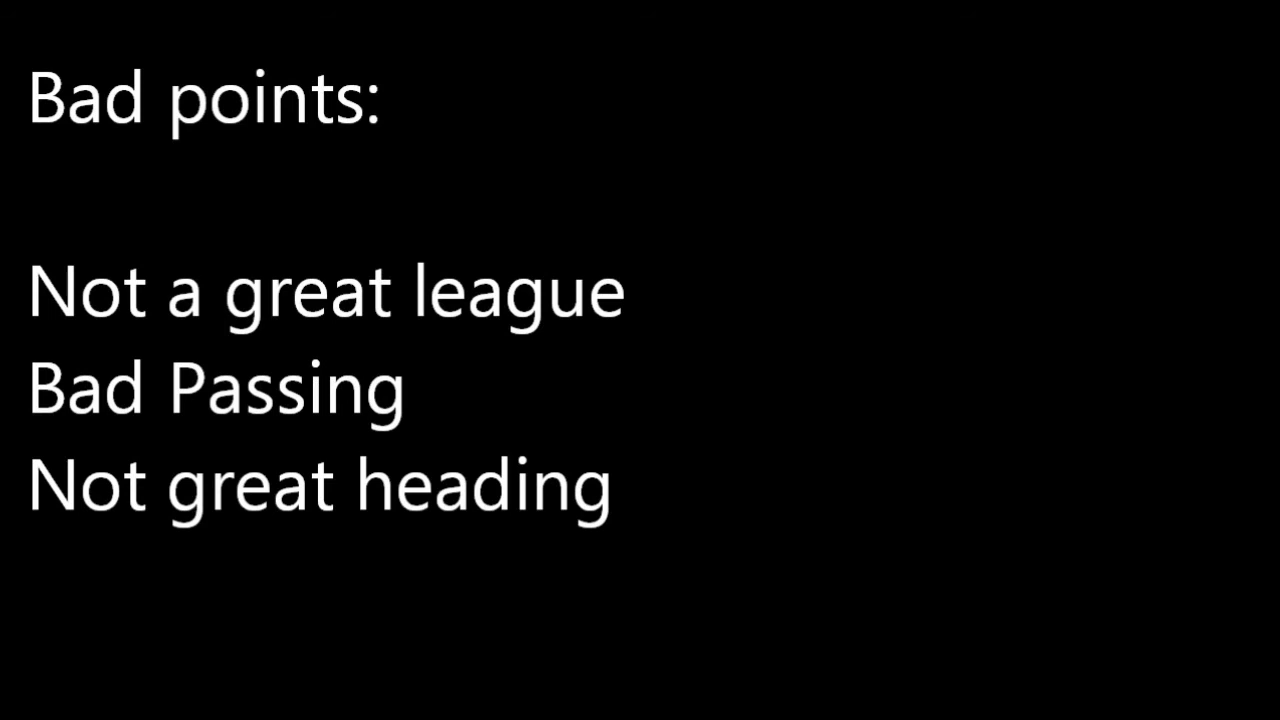 Bad points:
Not a great league
Bad Passing
Not great heading